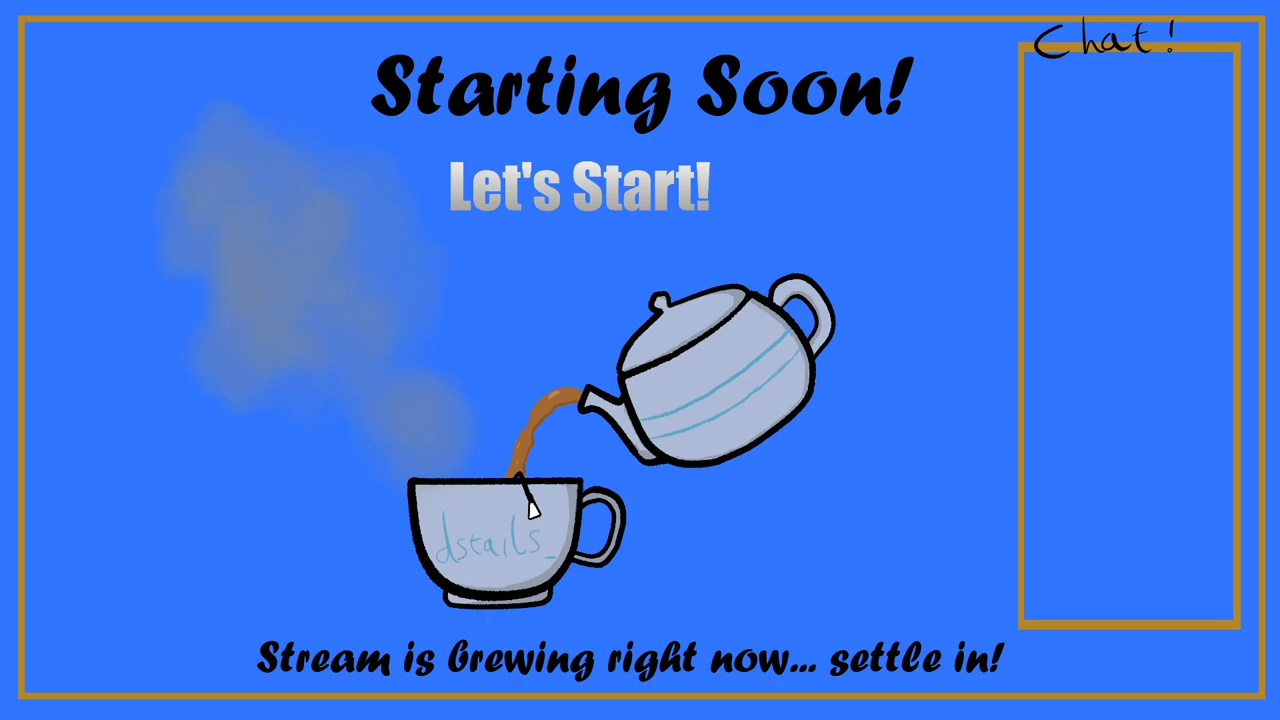 Chat!
Starting Soon!
Let's Start!
dstails_
Stream is brewing right now... settle in!